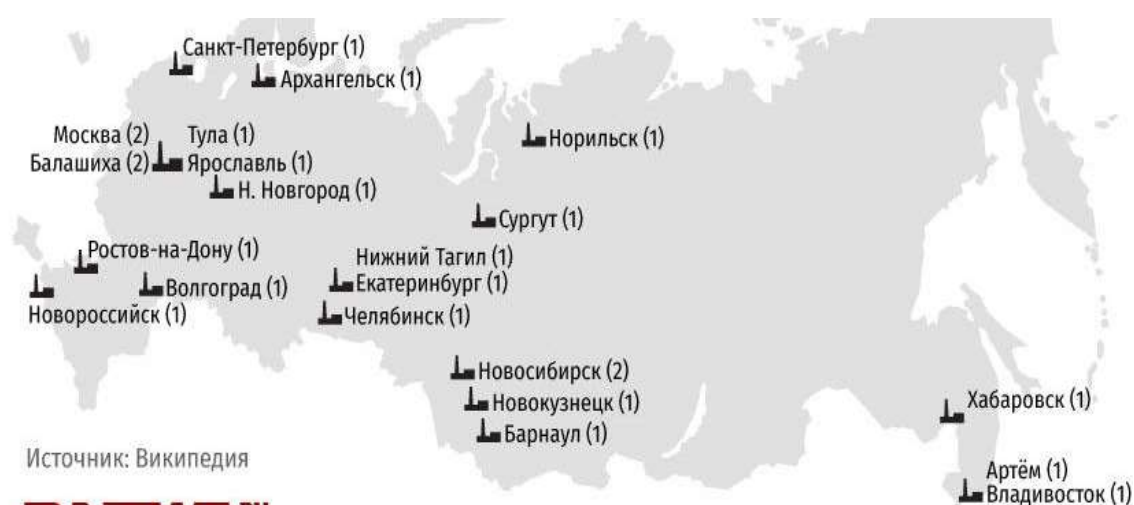 Санкт-Петербург (1)
Архангельск (1)
Москва (2) Тула (1)
Норильск (1)
Балашиха (2) Ярославль (1)
Н. Новгород (1)
Сургут (1)
Ростов-на-Дону (1)
Нижний Тагил (1)
Волгоград (1)
Екатеринбург (1)
Новороссийск (1)
Челябинск (1)
Новосибирск (2)
Новокузнецк (1)
Хабаровск (1)
Барнаул (1)
Источник: Википедия
Артём (1)
Владивосток (1)